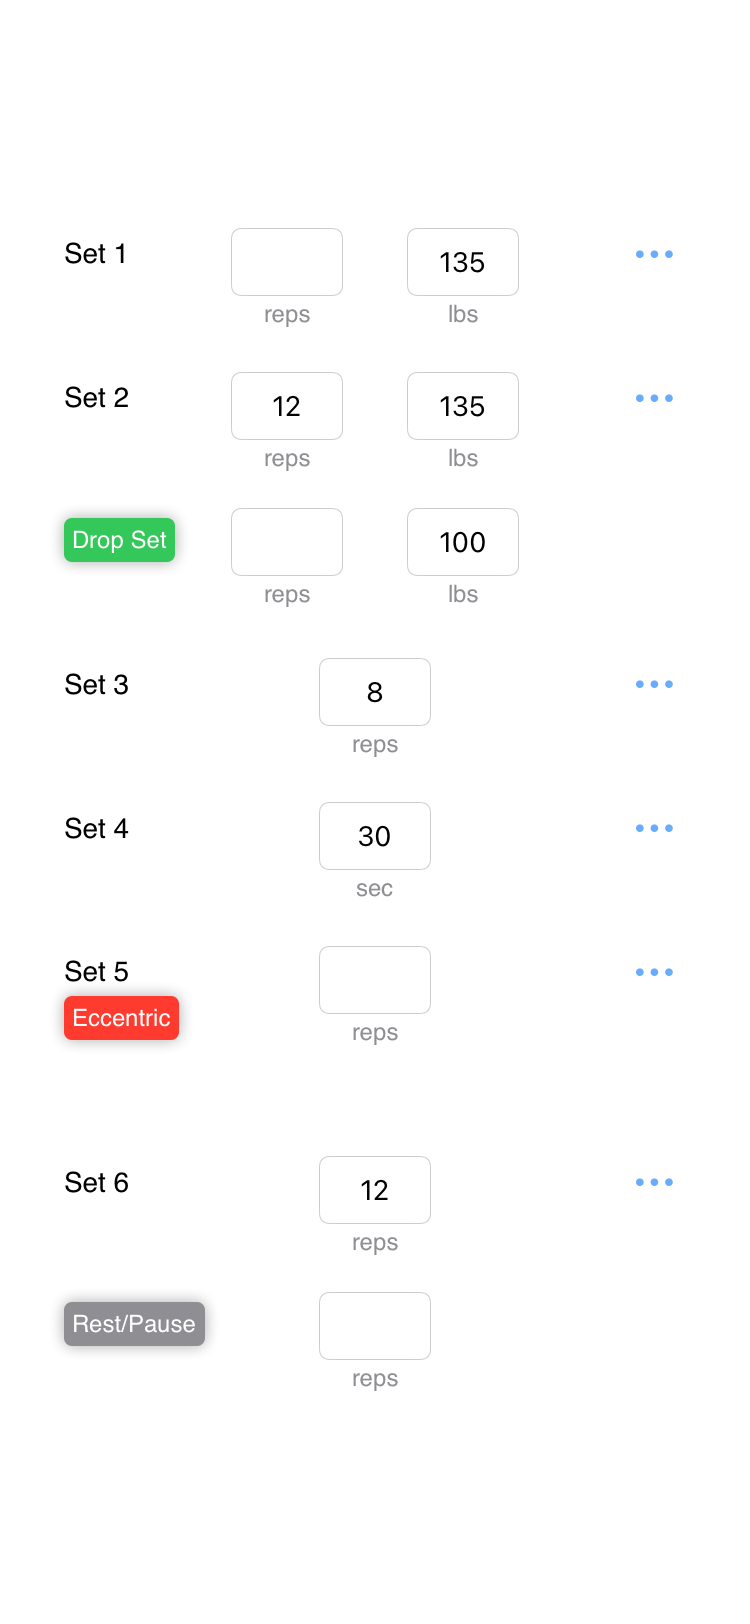 Set 1
135
reps
lbs
Set 2
12
135
reps
lbs
Drop Set
100
reps
lbs
Set 3
8
reps
Set 4
30
sec
Set 5
Eccentric
reps
Set 6
12
reps
Rest/Pause
reps